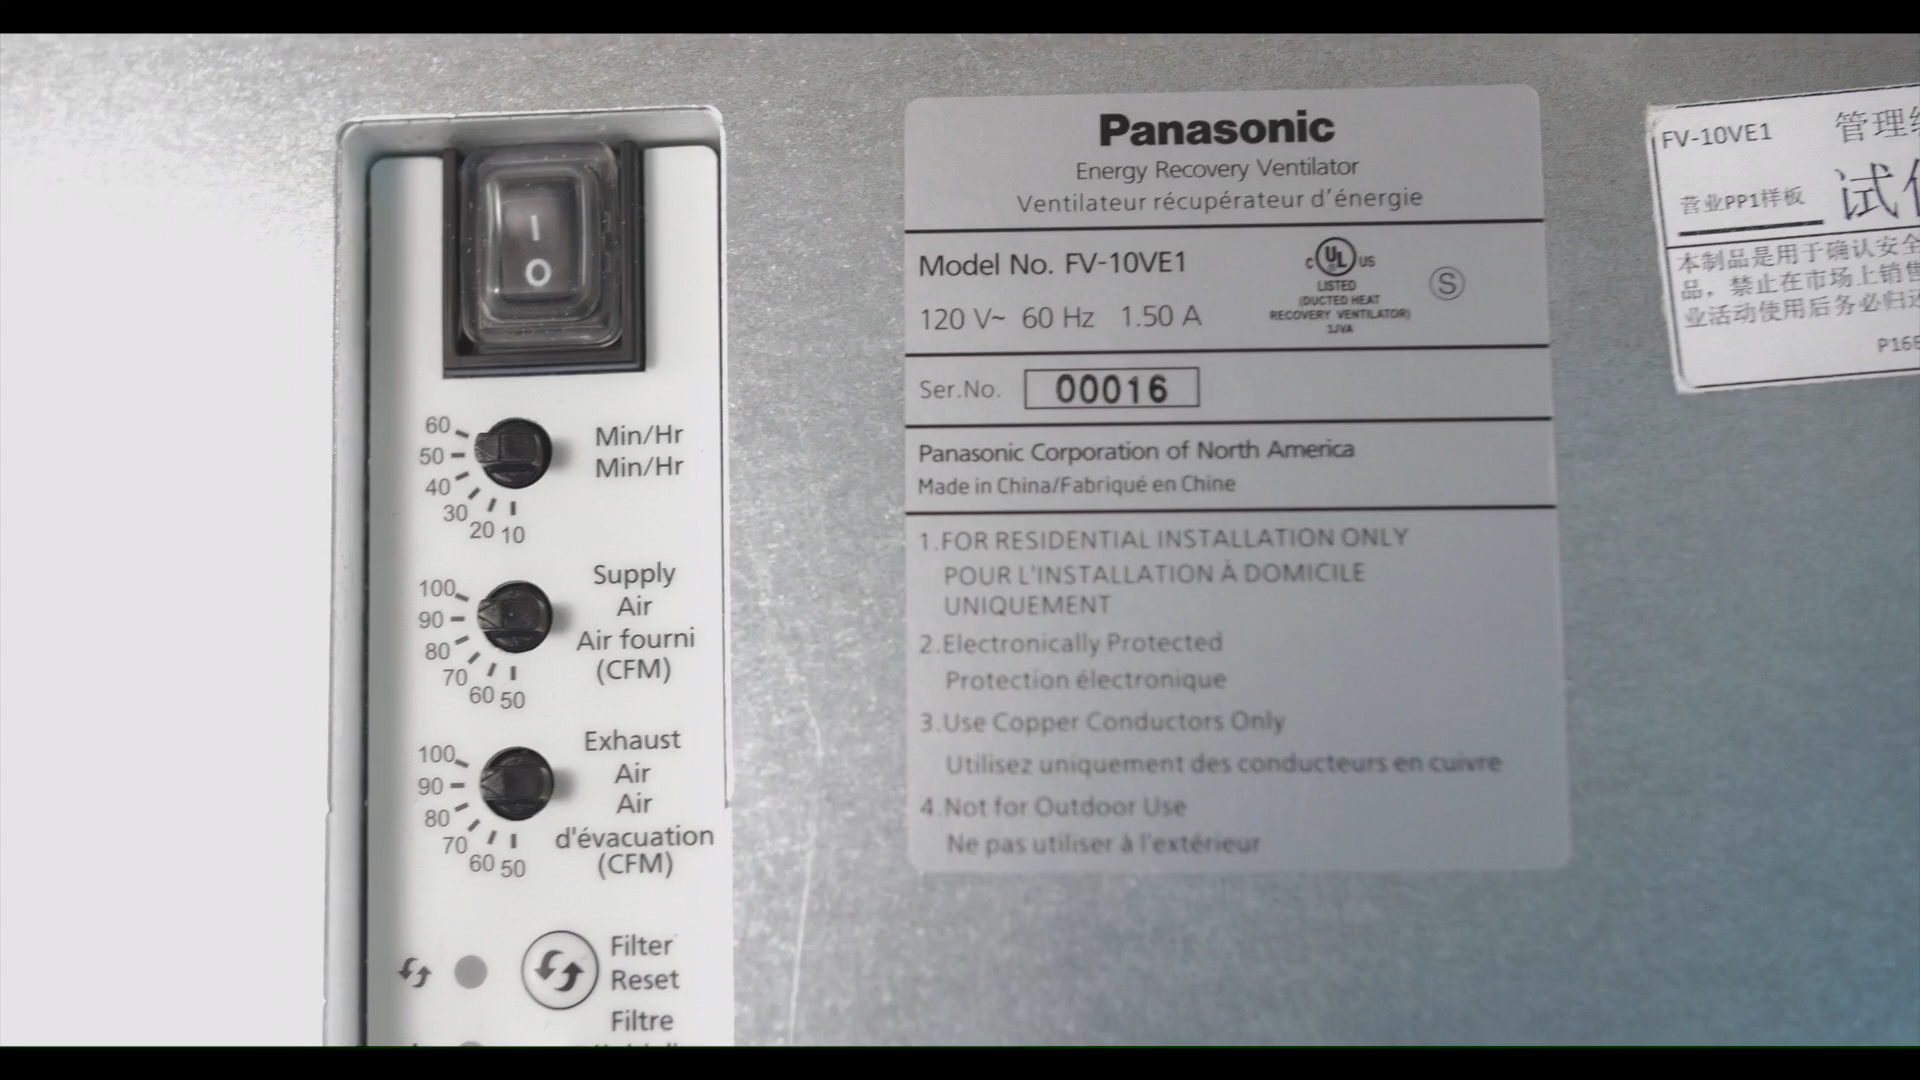 I
O
60
50
40
30
20
10
Min/Hr
Min/Hr
100
90
80
70
60
50
Supply
Air
Air fourni
(CFM)
100
90
80
70
60
50
Exhaust
Air
Air
d'évacuation
(CFM)
Filter
Reset
Filtre
Panasonic
Energy Recovery Ventilator
Ventilateur récupérateur d'énergie
Model No. FV-10VE1
120 V~ 60 Hz 1.50 A
c UL US
LISTED
(DUCTED HEAT
RECOVERY VENTILATOR)
3JVA
S
Ser.No. 00016
Panasonic Corporation of North America
Made in China/Fabriqué en Chine
1.FOR RESIDENTIAL INSTALLATION ONLY
POUR L'INSTALLATION À DOMICILE
UNIQUEMENT
2.Electronically Protected
Protection électronique
3.Use Copper Conductors Only
Utilisez uniquement des conducteurs en cuivre
4.Not for Outdoor Use
Ne pas utiliser à l'extérieur
FV-10VE1 管理
营业PP1样板 试
本制品是用于确认安全
品，禁止在市场上销售
业活动使用后务必归还
P16